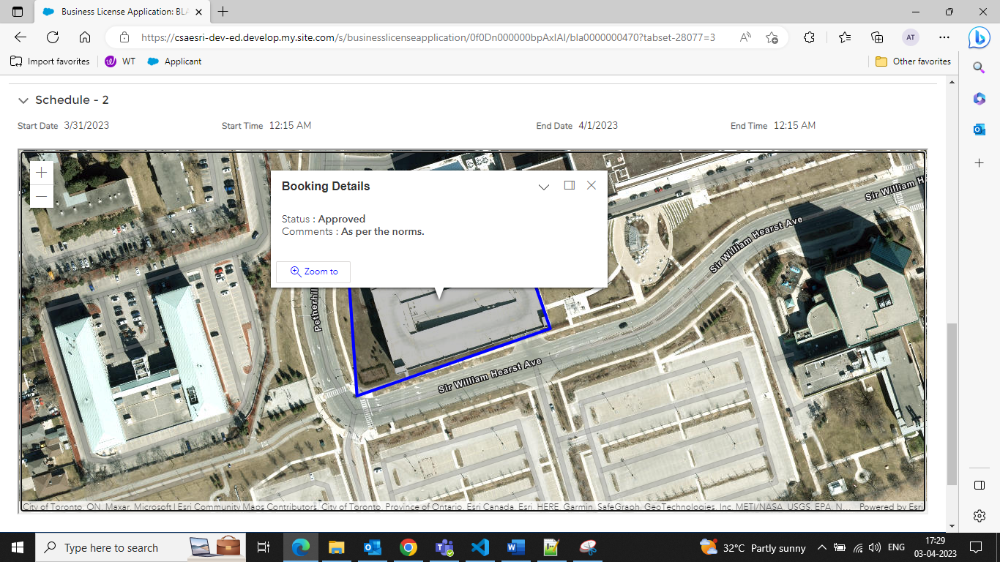 Business License Application: BLA
https://csaesri-dev-ed.develop.my.site.com/s/businesslicenseapplication/0f0Dn000000bpAxIAI/bla0000000470?tabset-28077=3
AT
Import favorites WT Applicant Other favorites
Schedule - 2
Start Date 3/31/2023 Start Time 12:15 AM End Date 4/1/2023 End Time 12:15 AM
Booking Details
Status : Approved
Comments : As per the norms.
Zoom to
Sir William H
Sir William Hearst Ave
Petherhil
Sir William Hearst Ave
City of Toronto, ON, Maxar, Microsoft | Esri Community Maps Contributors, City of Toronto, Province of Ontario, Esri Canada, Esri, HERE, Garmin, SafeGraph, GeoTechnologies, Inc, METI/NASA, USGS, EPA, N... Powered by Esri
Type here to search
32°C Partly sunny
ENG
17:29
03-04-2023